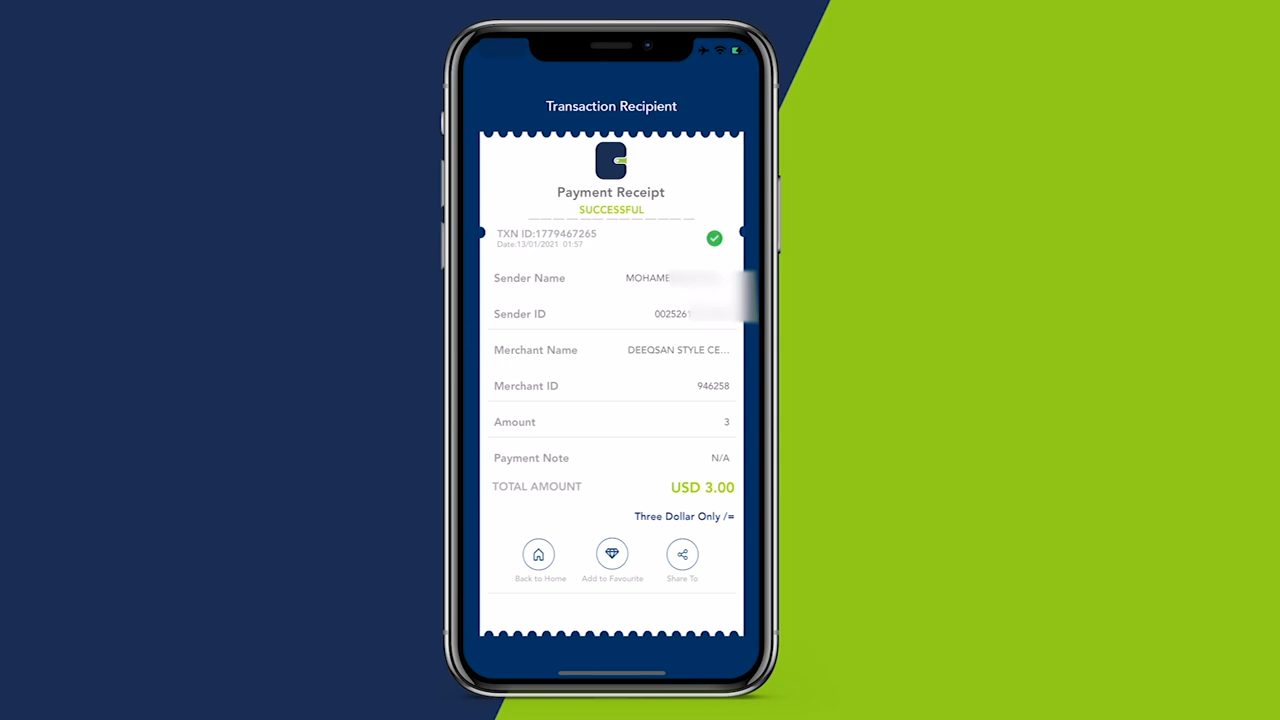 Transaction Recipient
Payment Receipt
SUCCESSFUL
TXN ID:1779467265
Date:13/01/2021 01:57
Sender Name
Sender ID 002526
Merchant Name DEEQSAN STYLE CE...
Merchant ID 946258
Amount 3
Payment Note N/A
TOTAL AMOUNT USD 3.00
Three Dollar Only /=
Back to Home Add to Favourite Share To